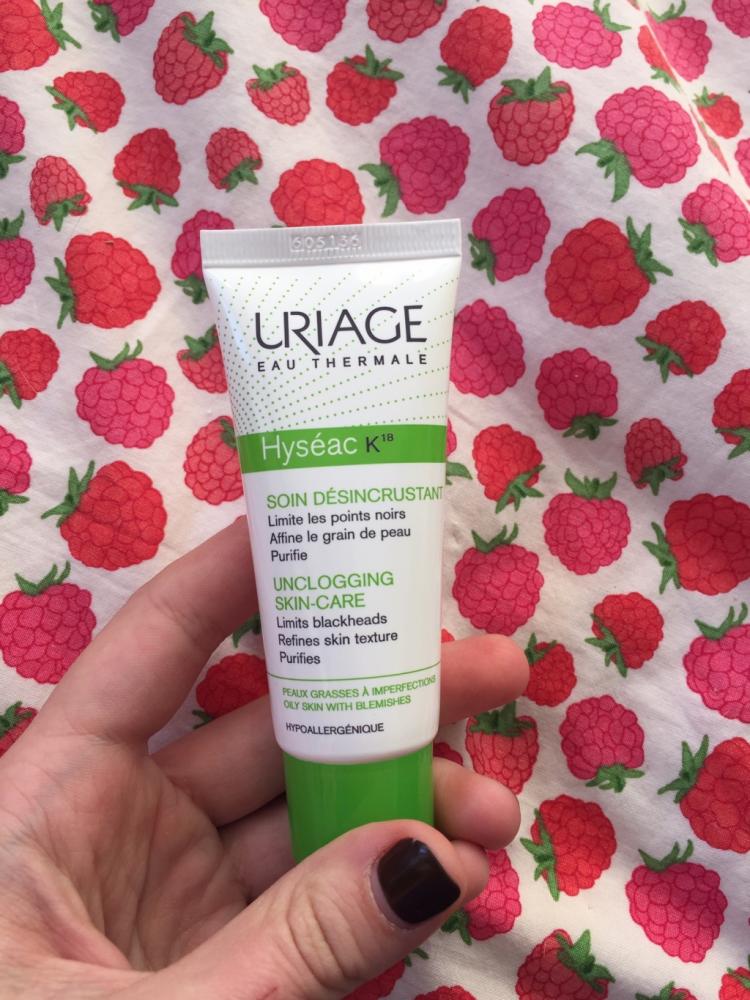 605136
URIAGE
EAU THERMALE
Hyséac K18
SOIN DÉSINCRUSTANT
Limite les points noirs
Affine le grain de peau
Purifie
UNCLOGGING
SKIN-CARE
Limits blackheads
Refines skin texture
Purifies
PEAUX GRASSES À IMPERFECTIONS
OILY SKIN WITH BLEMISHES
HYPOALLERGÉNIQUE